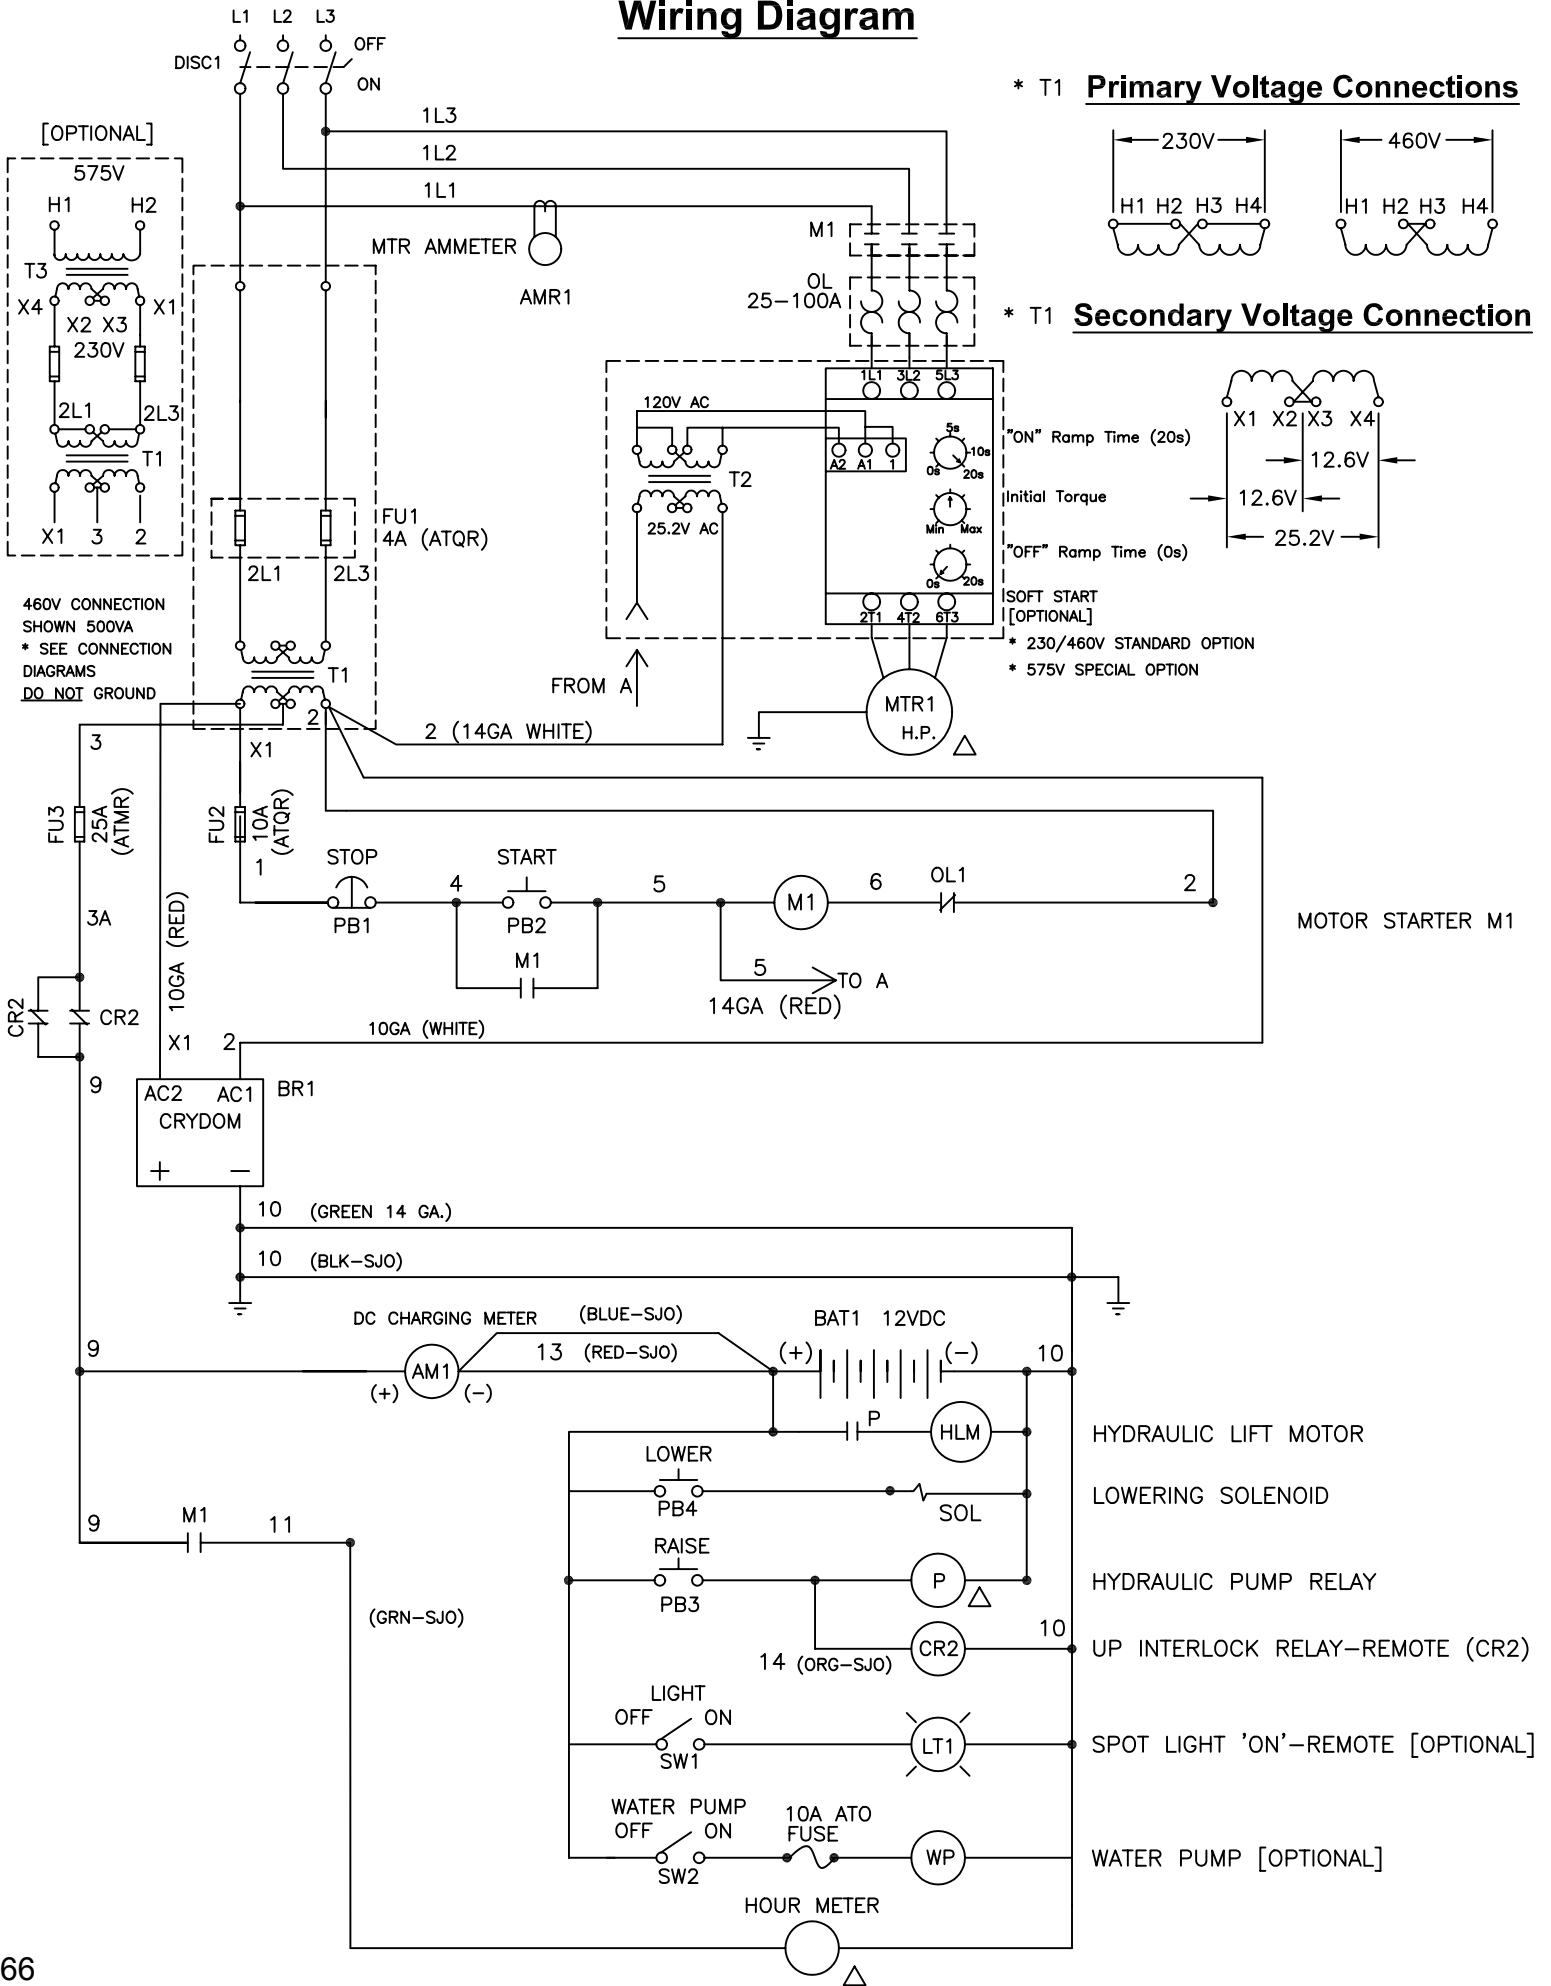 Wiring Diagram
L1 L2 L3
OFF
DISC1
ON
* T1 Primary Voltage Connections
230V
460V
H1 H2 H3 H4
H1 H2 H3 H4
[OPTIONAL]
575V
H1 H2
T3
X4 X1
X2 X3
230V
2L1 2L3
T1
X1 3 2
1L3
1L2
1L1
MTR AMMETER
AMR1
M1
OL
25-100A
* T1 Secondary Voltage Connection
X1 X2 X3 X4
12.6V
12.6V
25.2V
1L1 3L2 5L3
120V AC
A2 A1 1
T2
25.2V AC
5s
10s
0s
20s
"ON" Ramp Time (20s)
Initial Torque
Min Max
"OFF" Ramp Time (0s)
0s 20s
2T1 4T2 6T3
SOFT START
[OPTIONAL]
* 230/460V STANDARD OPTION
* 575V SPECIAL OPTION
FU1
4A (ATQR)
2L1 2L3
460V CONNECTION
SHOWN 500VA
* SEE CONNECTION
DIAGRAMS
DO NOT GROUND
T1
FROM A
MTR1
H.P.
2
2 (14GA WHITE)
3
X1
FU3
25A
(ATMR)
FU2
10A
(ATQR)
1
STOP
PB1
4
START
PB2
M1
5
M1
6
OL1
2
MOTOR STARTER M1
5
TO A
14GA (RED)
3A
10GA (RED)
CR2
CR2
X1
2
10GA (WHITE)
9
AC2 AC1
CRYDOM
+ −
BR1
10 (GREEN 14 GA.)
10 (BLK-SJO)
DC CHARGING METER
(BLUE-SJO)
BAT1 12VDC
9
AM1
(+) (-)
13 (RED-SJO)
(+) (-)
10
P
HLM
HYDRAULIC LIFT MOTOR
LOWER
PB4
SOL
LOWERING SOLENOID
9
M1
11
RAISE
PB3
P
HYDRAULIC PUMP RELAY
(GRN-SJO)
14 (ORG-SJO)
CR2
10
UP INTERLOCK RELAY-REMOTE (CR2)
LIGHT
OFF ON
SW1
LT1
SPOT LIGHT 'ON'-REMOTE [OPTIONAL]
WATER PUMP
OFF ON
SW2
10A ATO
FUSE
WP
WATER PUMP [OPTIONAL]
HOUR METER
66